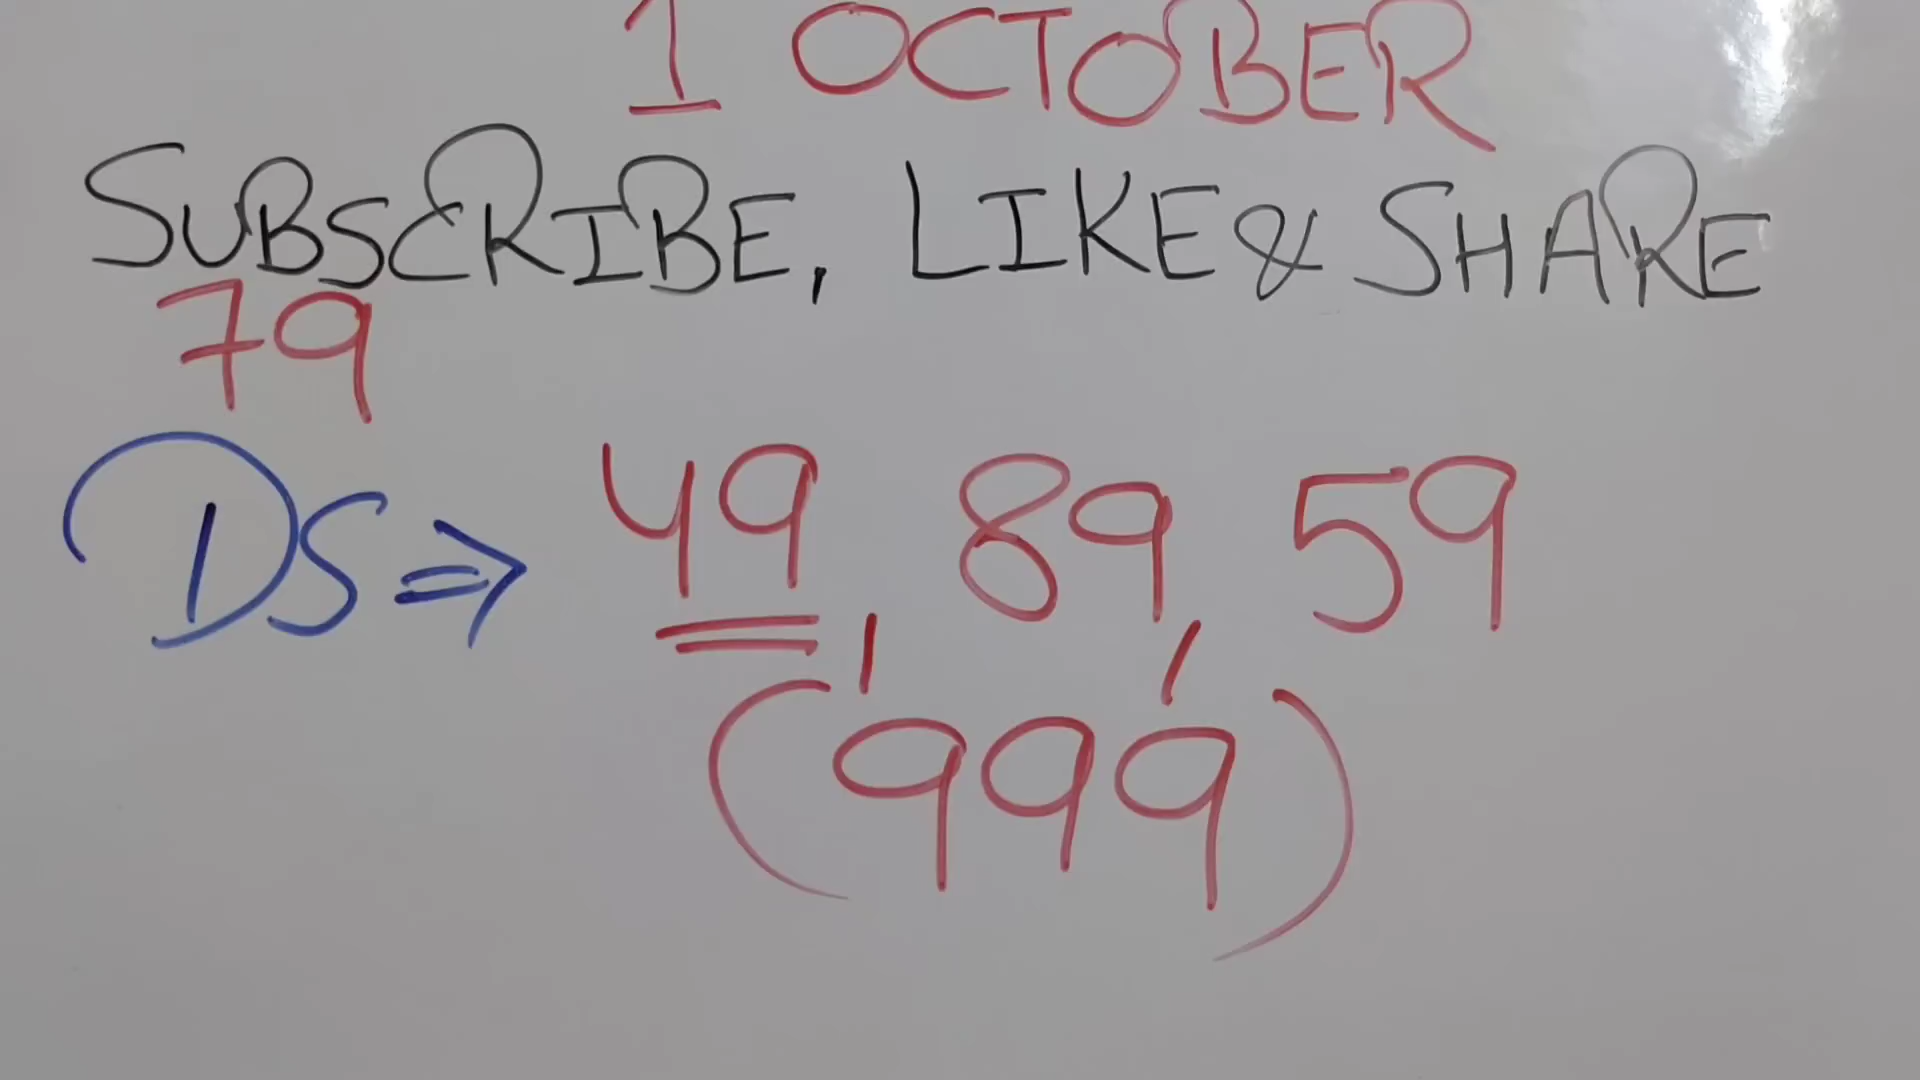 1 OCTOBER
SUBSCRIBE, LIKE & SHARE
79
DS ⇒ 49, 89, 59
(999)